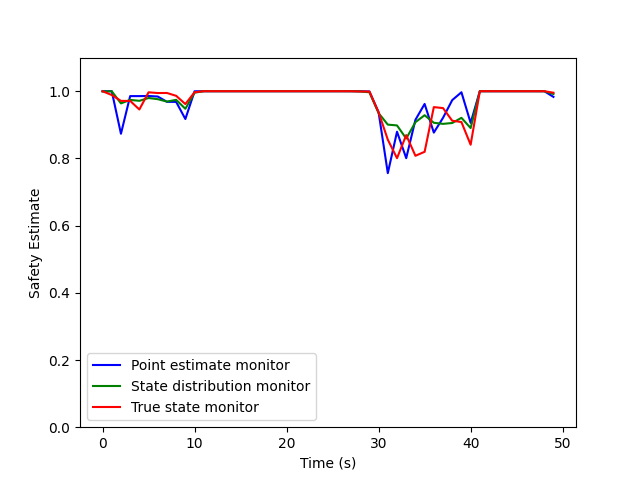 1.0
0.8
0.6
0.4
0.2
0.0
Safety Estimate
Point estimate monitor
State distribution monitor
True state monitor
0 10 20 30 40 50
Time (s)